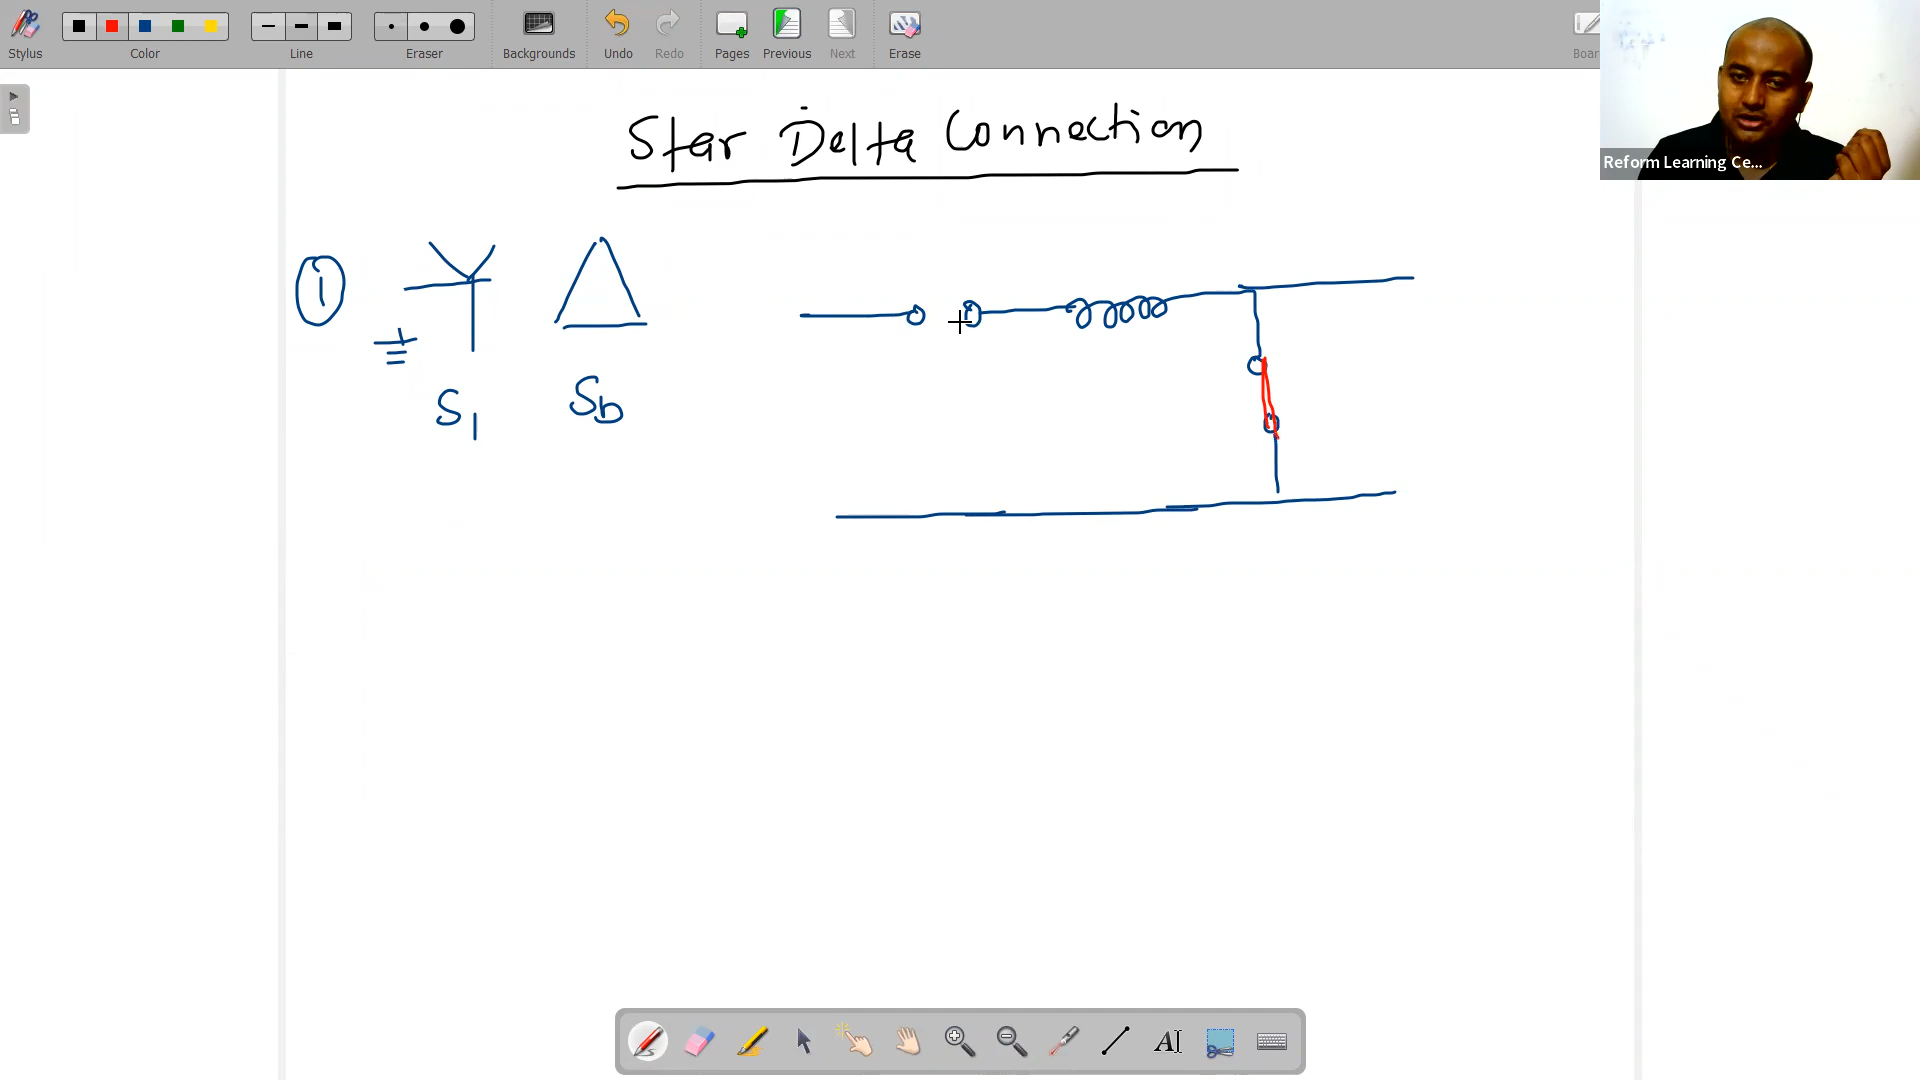 Stylus
Color
Line
Eraser
Backgrounds
Undo
Redo
Pages
Previous
Next
Erase
Reform Learning Ce...
Star Delta Connection
1
S1
Sb
A